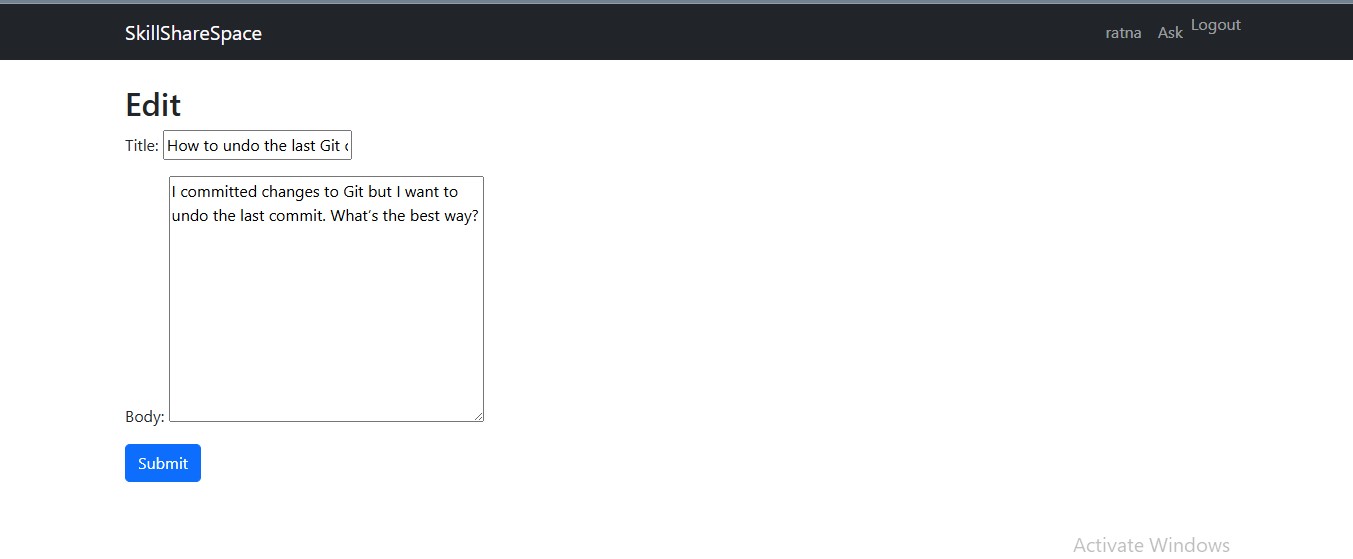 SkillShareSpace
ratna Ask Logout
Edit
Title: How to undo the last Git
I committed changes to Git but I want to
undo the last commit. What's the best way?
Body:
Submit
Activate Windows